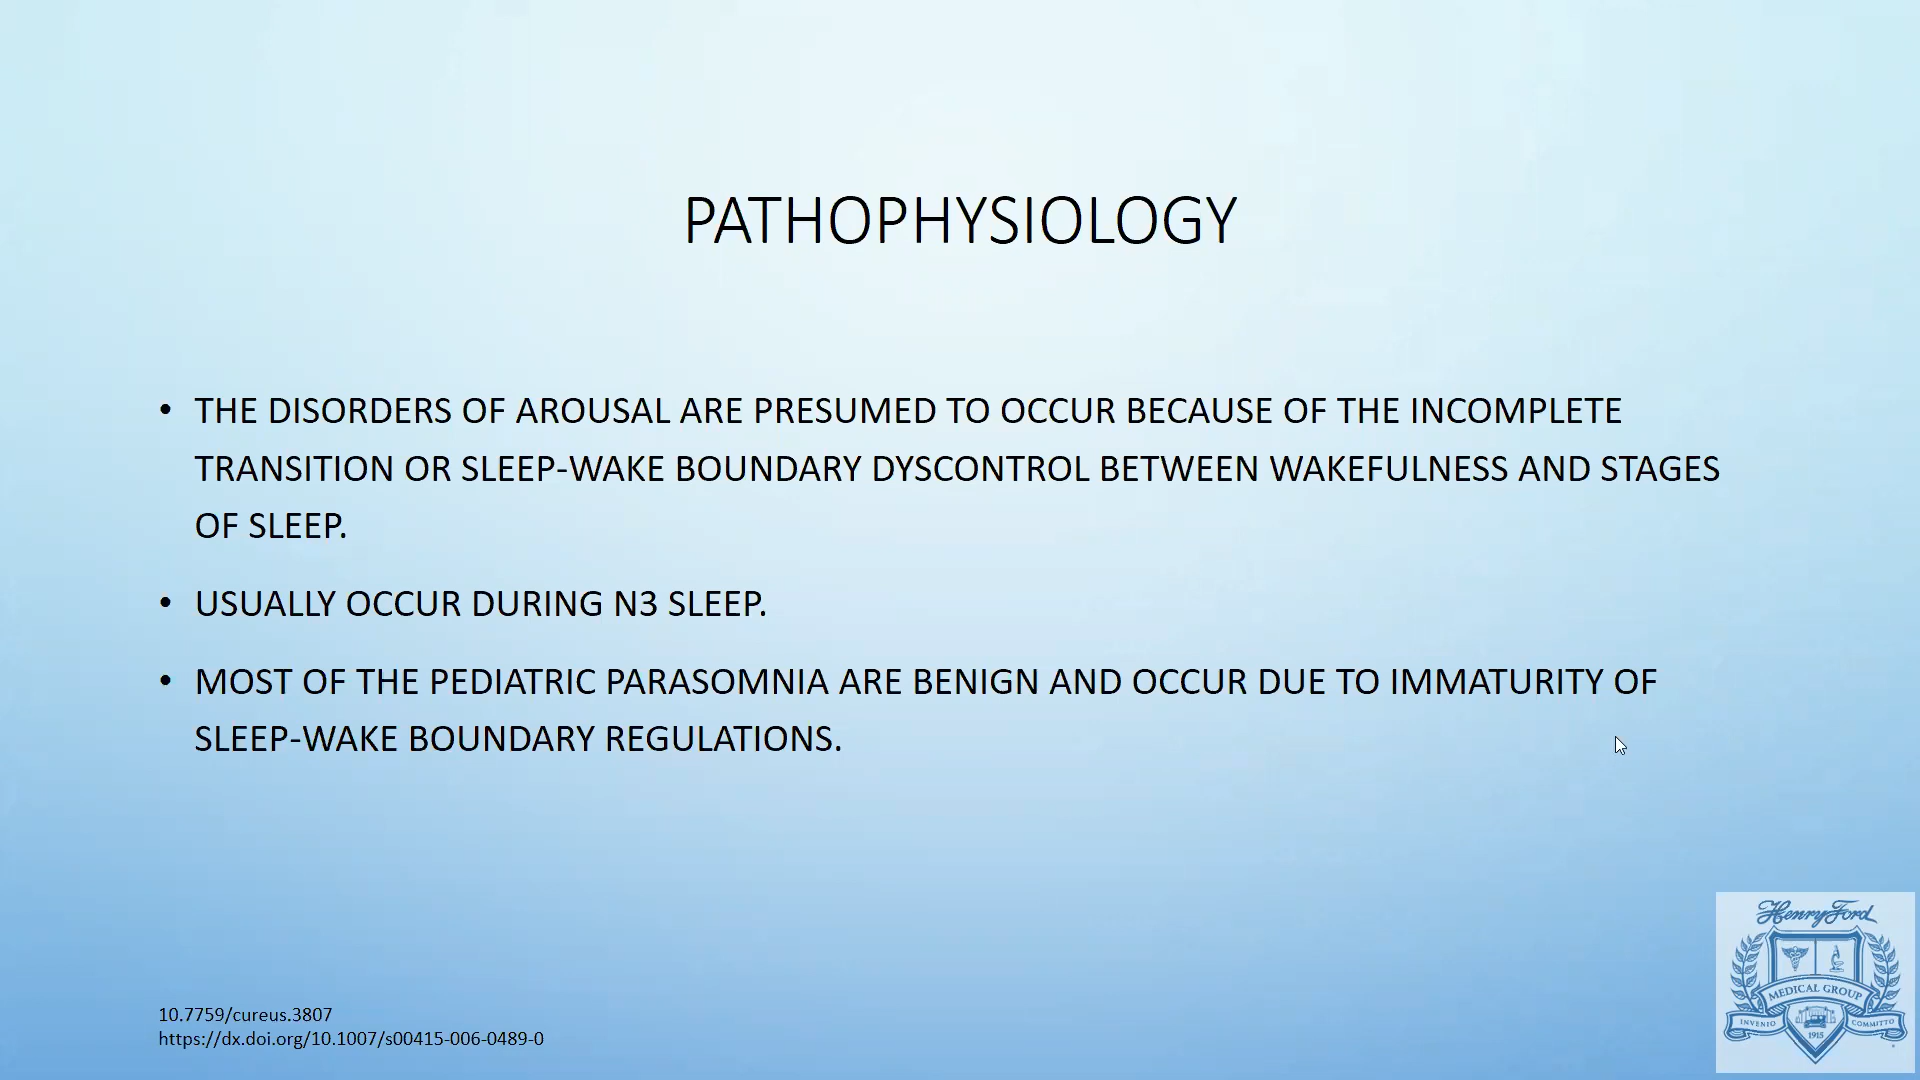 PATHOPHYSIOLOGY
• THE DISORDERS OF AROUSAL ARE PRESUMED TO OCCUR BECAUSE OF THE INCOMPLETE
TRANSITION OR SLEEP-WAKE BOUNDARY DYSCONTROL BETWEEN WAKEFULNESS AND STAGES
OF SLEEP.
• USUALLY OCCUR DURING N3 SLEEP.
• MOST OF THE PEDIATRIC PARASOMNIA ARE BENIGN AND OCCUR DUE TO IMMATURITY OF
SLEEP-WAKE BOUNDARY REGULATIONS.
10.7759/cureus.3807
https://dx.doi.org/10.1007/s00415-006-0489-0
Henry Ford
MEDICAL GROUP
INVENIO COMMITTO
1915